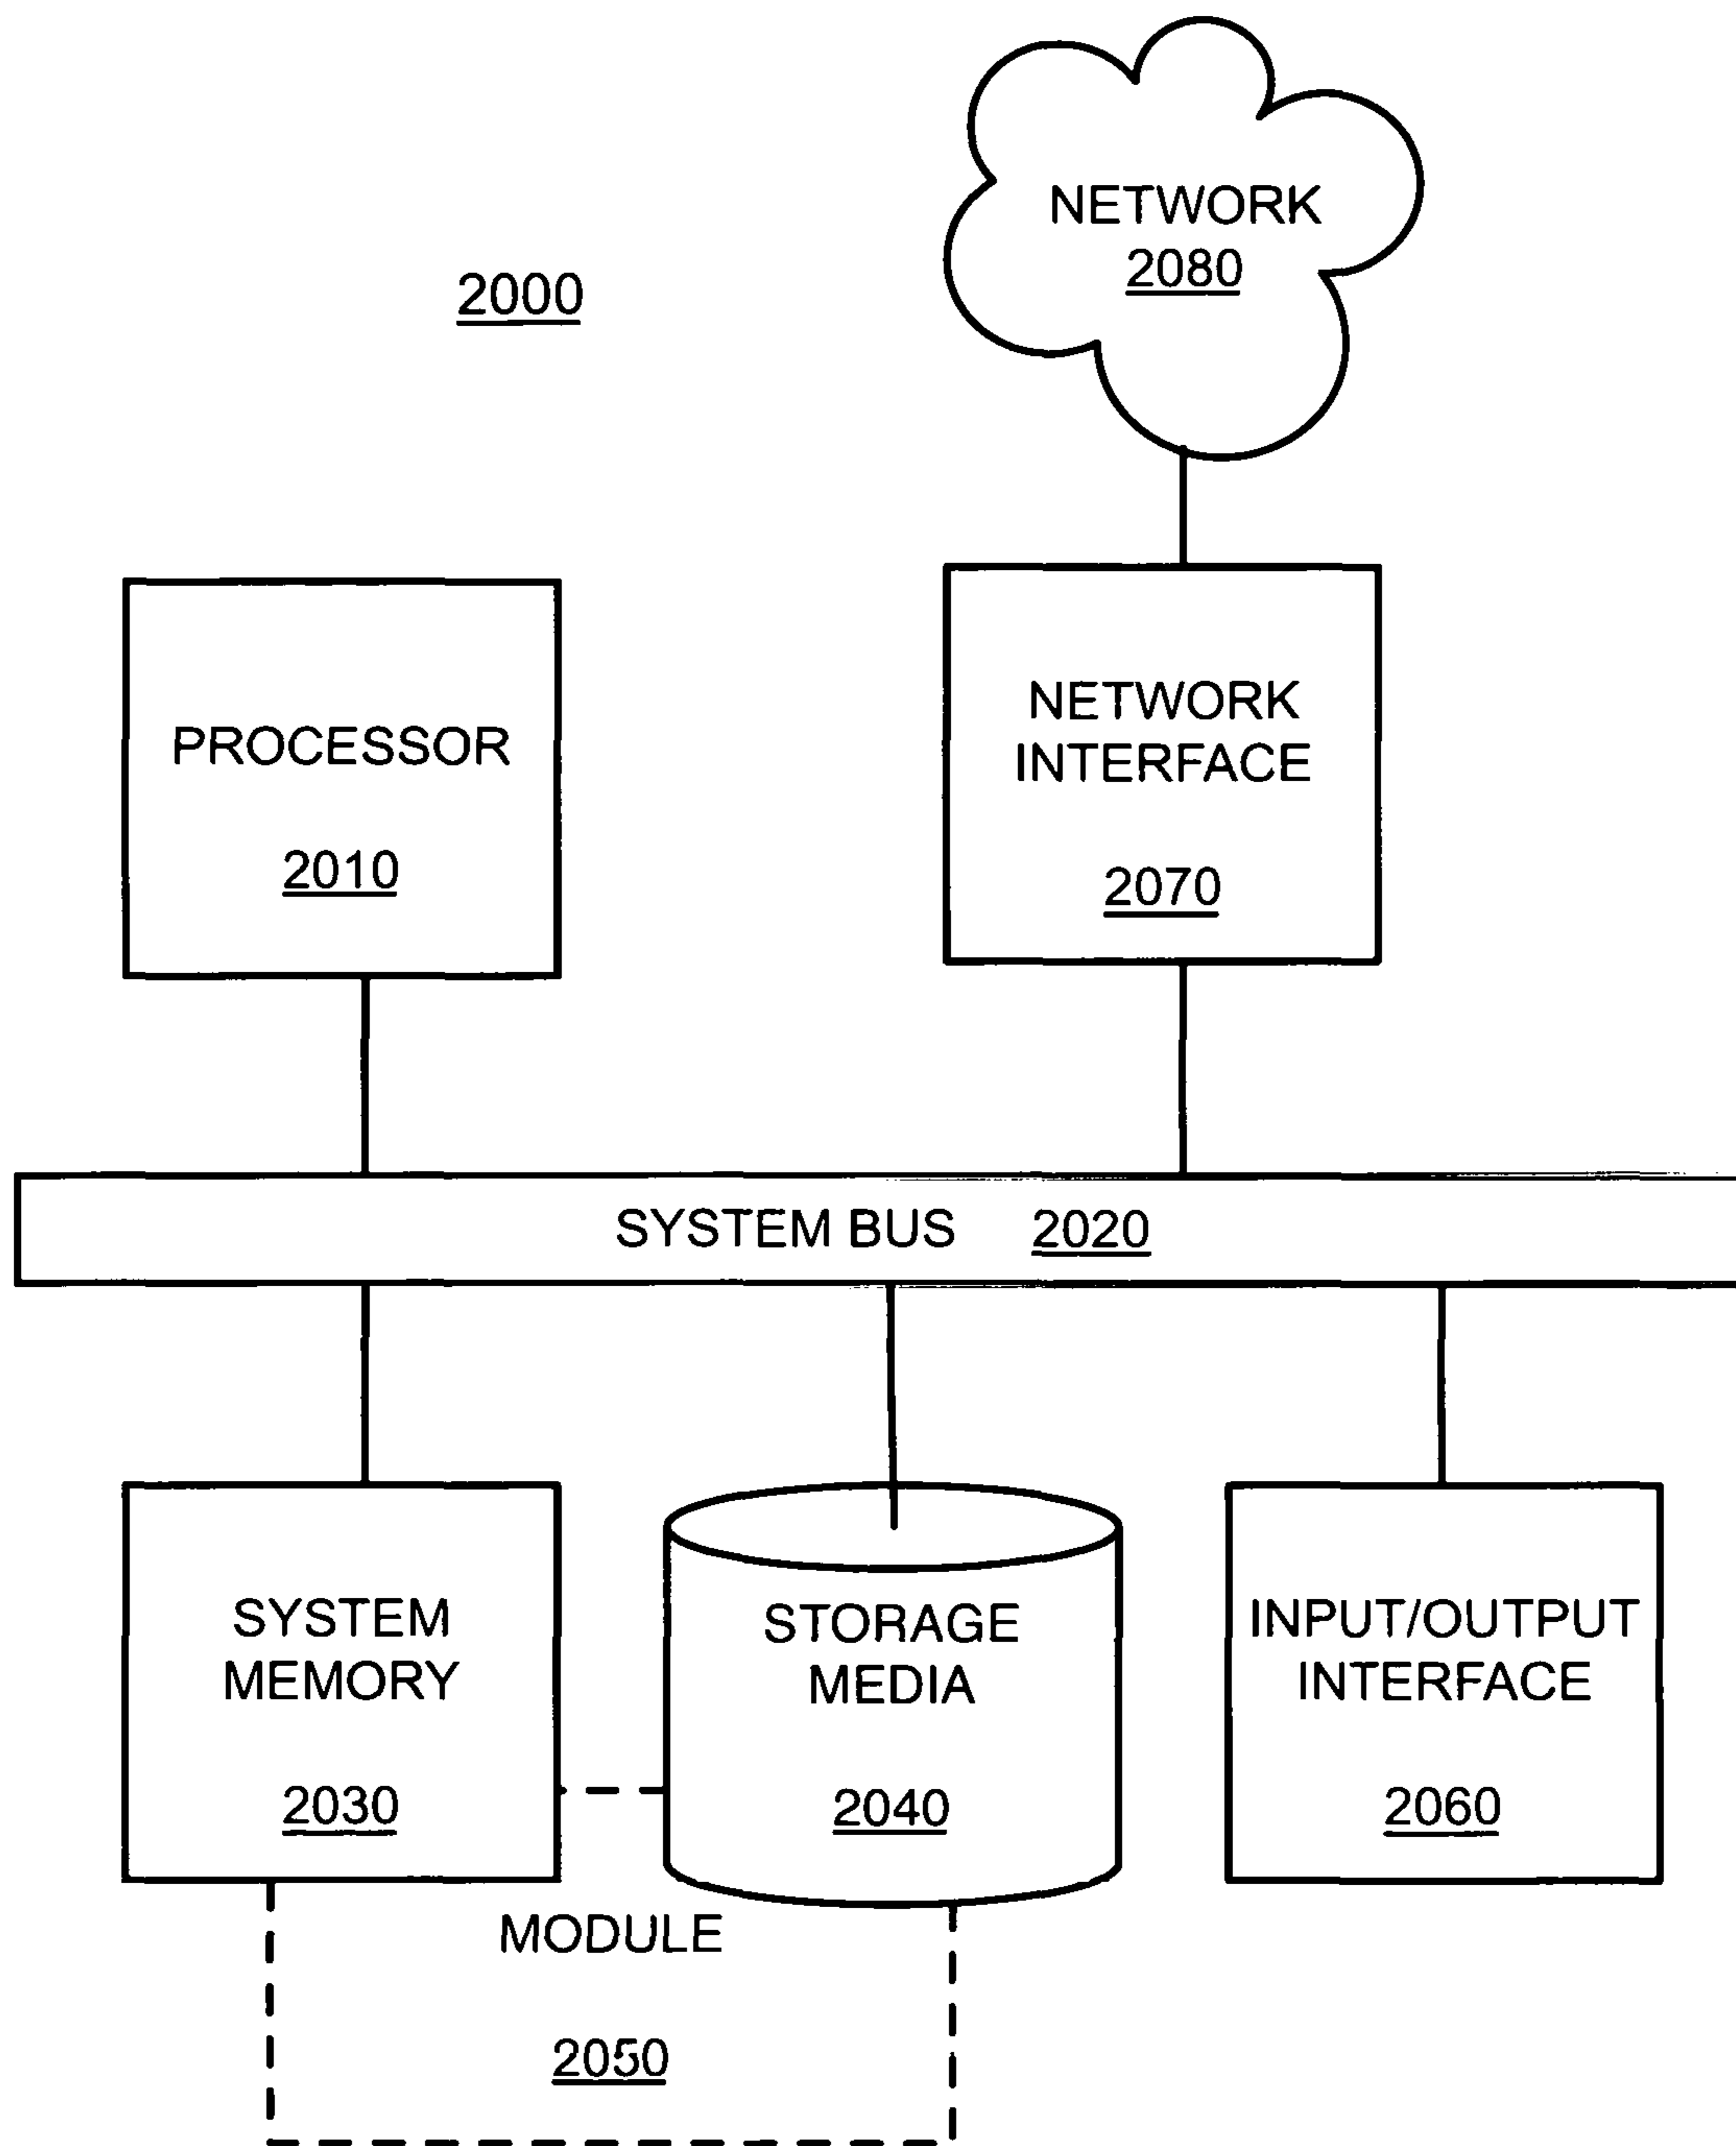 NETWORK
2080
2000
PROCESSOR
2010
NETWORK
INTERFACE
2070
SYSTEM BUS 2020
SYSTEM
MEMORY
2030
STORAGE
MEDIA
2040
INPUT/OUTPUT
INTERFACE
2060
MODULE
2050